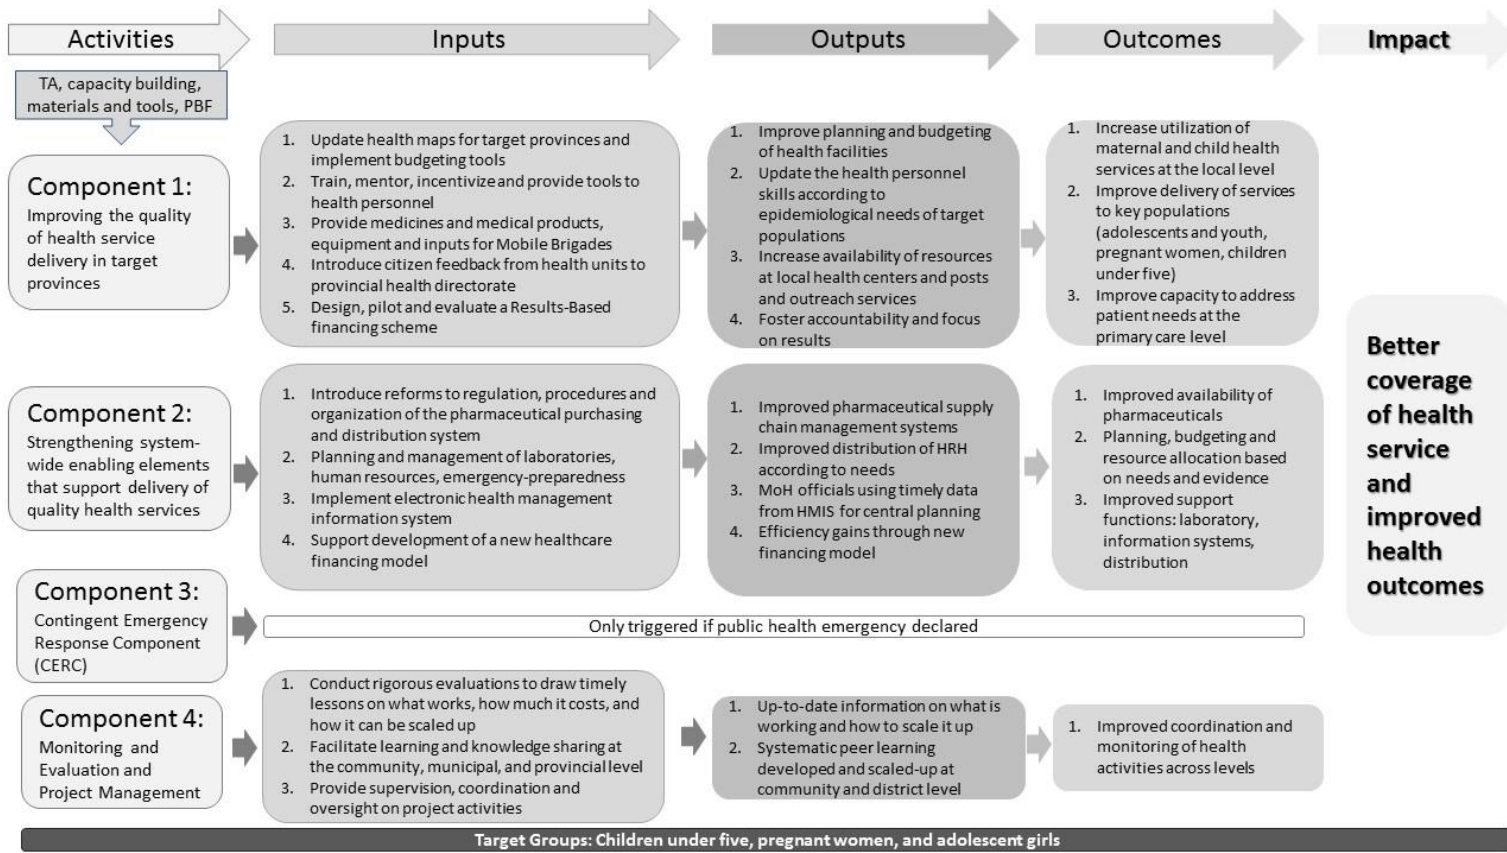 Activities
Inputs
Outputs
Outcomes
Impact
TA, capacity building,
materials and tools, PBF
Component 1:
Improving the quality
of health service
delivery in target
provinces
1. Update health maps for target provinces and
implement budgeting tools
2. Train, mentor, incentivize and provide tools to
health personnel
3. Provide medicines and medical products,
equipment and inputs for Mobile Brigades
4. Introduce citizen feedback from health units to
provincial health directorate
5. Design, pilot and evaluate a Results-Based
financing scheme
1. Improve planning and budgeting
of health facilities
2. Update the health personnel
skills according to
epidemiological needs of target
populations
3. Increase availability of resources
at local health centers and posts
and outreach services
4. Foster accountability and focus
on results
1. Increase utilization of
maternal and child health
services at the local level
2. Improve delivery of services
to key populations
(adolescents and youth,
pregnant women, children
under five)
3. Improve capacity to address
patient needs at the
primary care level
Component 2:
Strengthening system-
wide enabling elements
that support delivery of
quality health services
1. Introduce reforms to regulation, procedures and
organization of the pharmaceutical purchasing
and distribution system
2. Planning and management of laboratories,
human resources, emergency-preparedness
3. Implement electronic health management
information system
4. Support development of a new healthcare
financing model
1. Improved pharmaceutical supply
chain management systems
2. Improved distribution of HRH
according to needs
3. MoH officials using timely data
from HMIS for central planning
4. Efficiency gains through new
financing model
1. Improved availability of
pharmaceuticals
2. Planning, budgeting and
resource allocation based
on needs and evidence
3. Improved support
functions: laboratory,
information systems,
distribution
Better
coverage
of health
service
and
improved
health
outcomes
Component 3:
Contingent Emergency
Response Component
(CERC)
Only triggered if public health emergency declared
Component 4:
Monitoring and
Evaluation and
Project Management
1. Conduct rigorous evaluations to draw timely
lessons on what works, how much it costs, and
how it can be scaled up
2. Facilitate learning and knowledge sharing at
the community, municipal, and provincial level
3. Provide supervision, coordination and
oversight on project activities
1. Up-to-date information on what is
working and how to scale it up
2. Systematic peer learning
developed and scaled-up at
community and district level
1. Improved coordination and
monitoring of health
activities across levels
Target Groups: Children under five, pregnant women, and adolescent girls